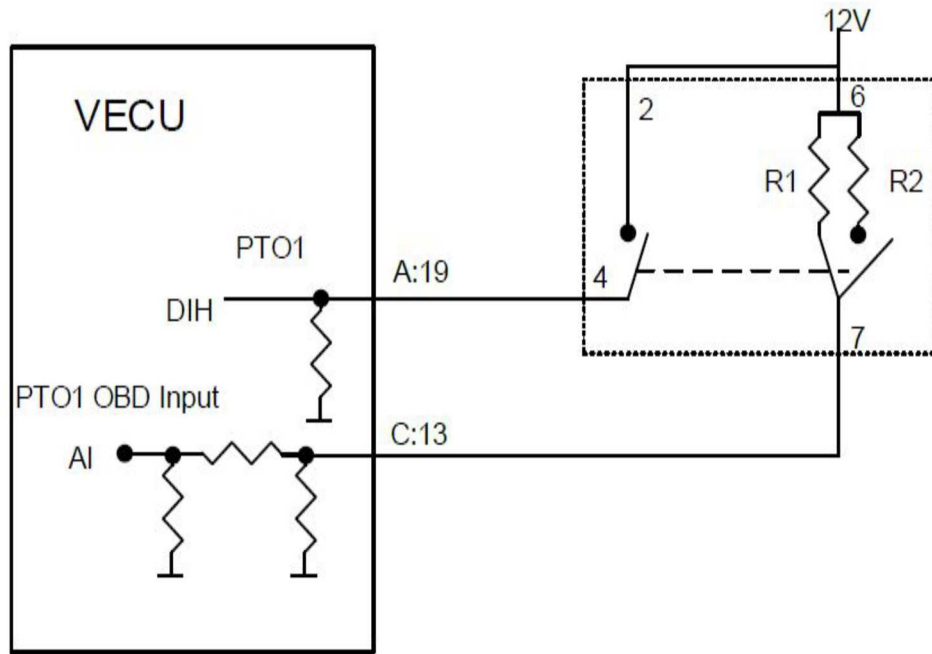 12V
VECU
2
6
R1
R2
PTO1
A:19
4
DIH
7
PTO1 OBD Input
C:13
AI